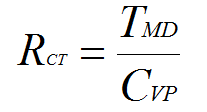 R_CT = T_MD / C_VP